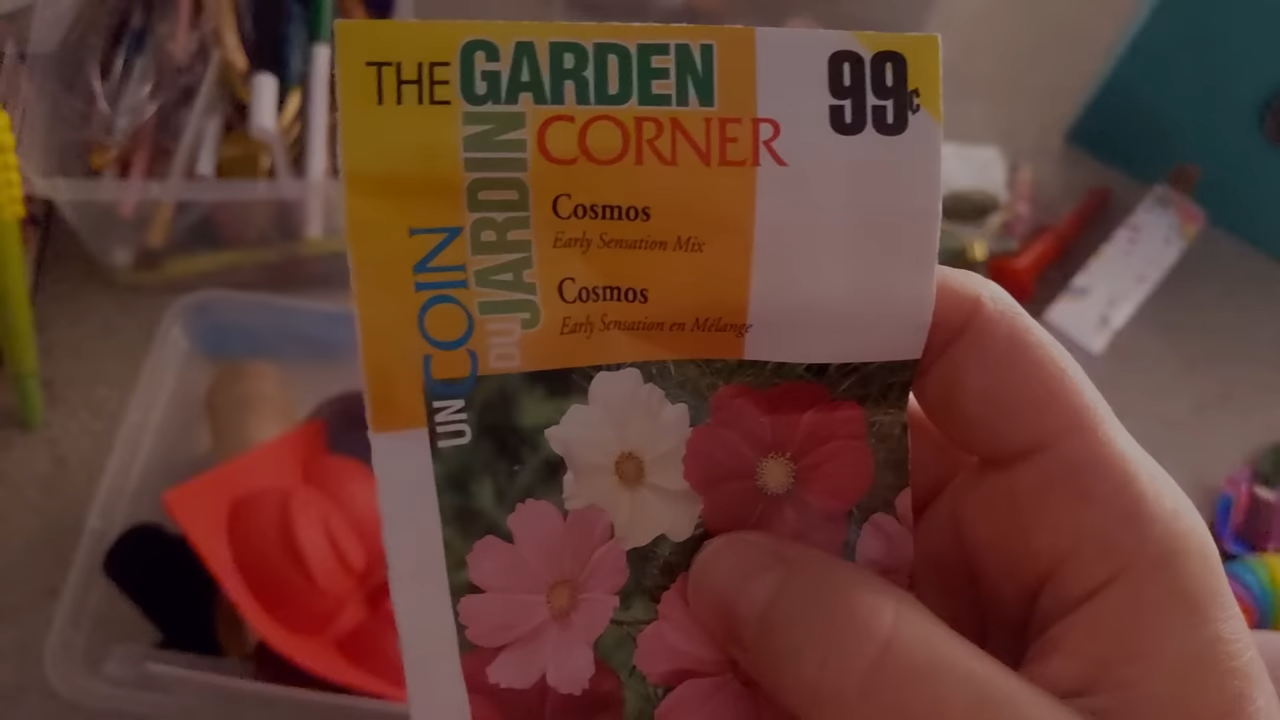 THE GARDEN
CORNER
99¢
UN COIN
DU JARDIN
Cosmos
Early Sensation Mix
Cosmos
Early Sensation en Mélange